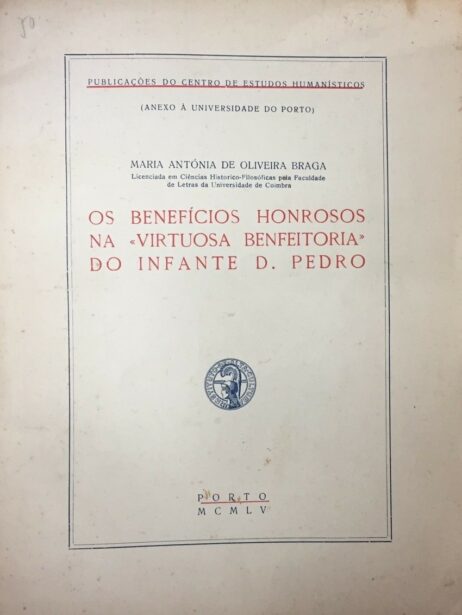 PUBLICAÇÕES DO CENTRO DE ESTUDOS HUMANÍSTICOS
(ANEXO À UNIVERSIDADE DO PORTO)
MARIA ANTÓNIA DE OLIVEIRA BRAGA
Licenciada em Ciências Historico-Filosóficas pela Faculdade
de Letras da Universidade de Coimbra
OS BENEFÍCIOS HONROSOS
NA «VIRTUOSA BENFEITORIA»
DO INFANTE D. PEDRO
PORTO
MCMLV